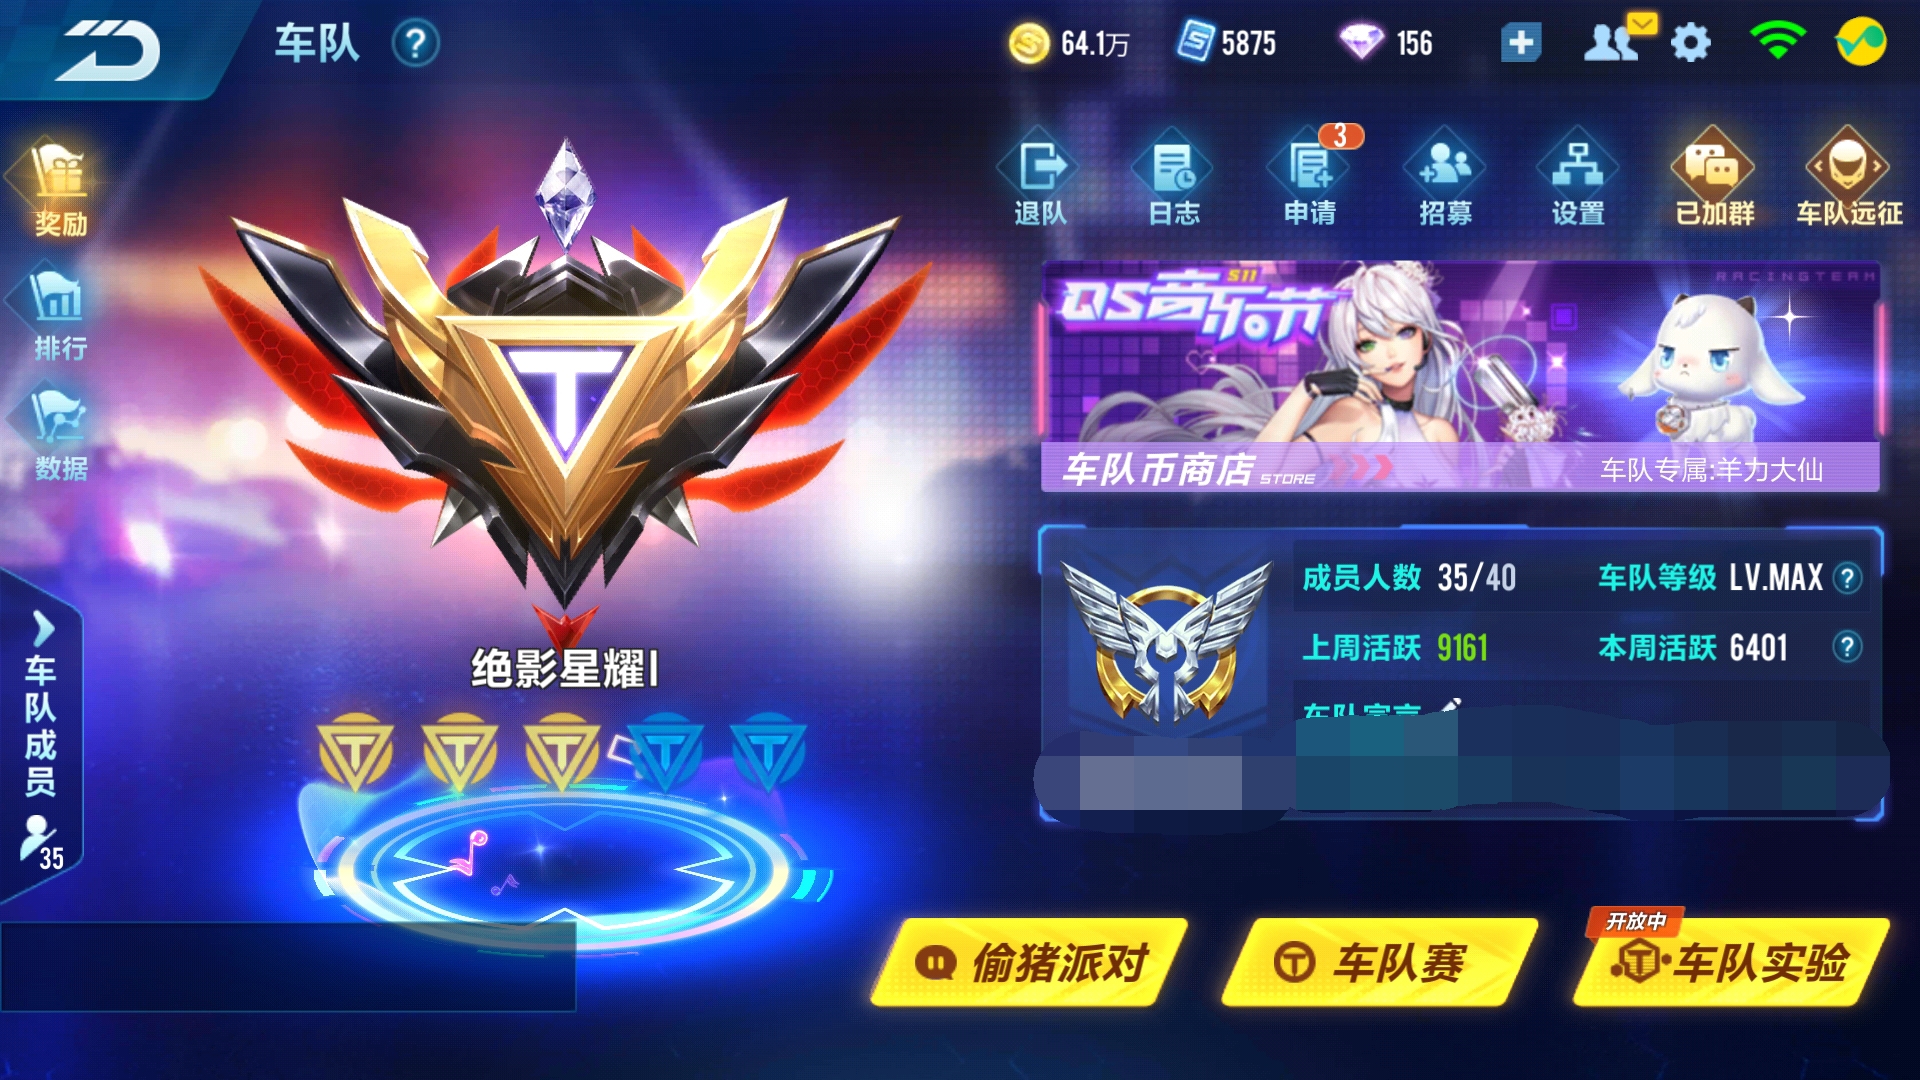 车队
?
64.1万
5875
156
奖励
排行
数据
退队
日志
申请
3
招募
设置
已加群
车队远征
QS音乐节
S11
RACINGTEAM
车队币商店 STORE
车队专属:羊力大仙
T
绝影星耀I
成员人数 35/40
车队等级 LV.MAX ?
上周活跃 9161
本周活跃 6401 ?
车队宣言
车队成员
35
偷猪派对
车队赛
开放中
车队实验